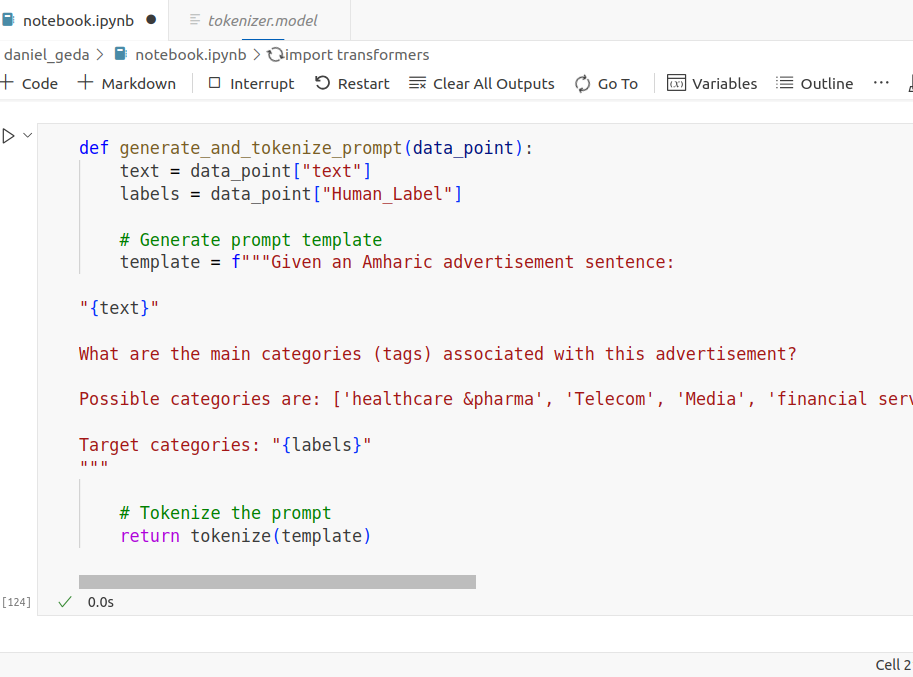 notebook.ipynb
tokenizer.model
daniel_geda > notebook.ipynb > import transformers
Code Markdown Interrupt Restart Clear All Outputs Go To Variables Outline ...
def generate_and_tokenize_prompt(data_point):
text = data_point["text"]
labels = data_point["Human_Label"]
# Generate prompt template
template = f"""Given an Amharic advertisement sentence:
"{text}"
What are the main categories (tags) associated with this advertisement?
Possible categories are: ['healthcare &pharma', 'Telecom', 'Media', 'financial serv
Target categories: "{labels}"
"""
# Tokenize the prompt
return tokenize(template)
[124] 0.0s
Cell 2